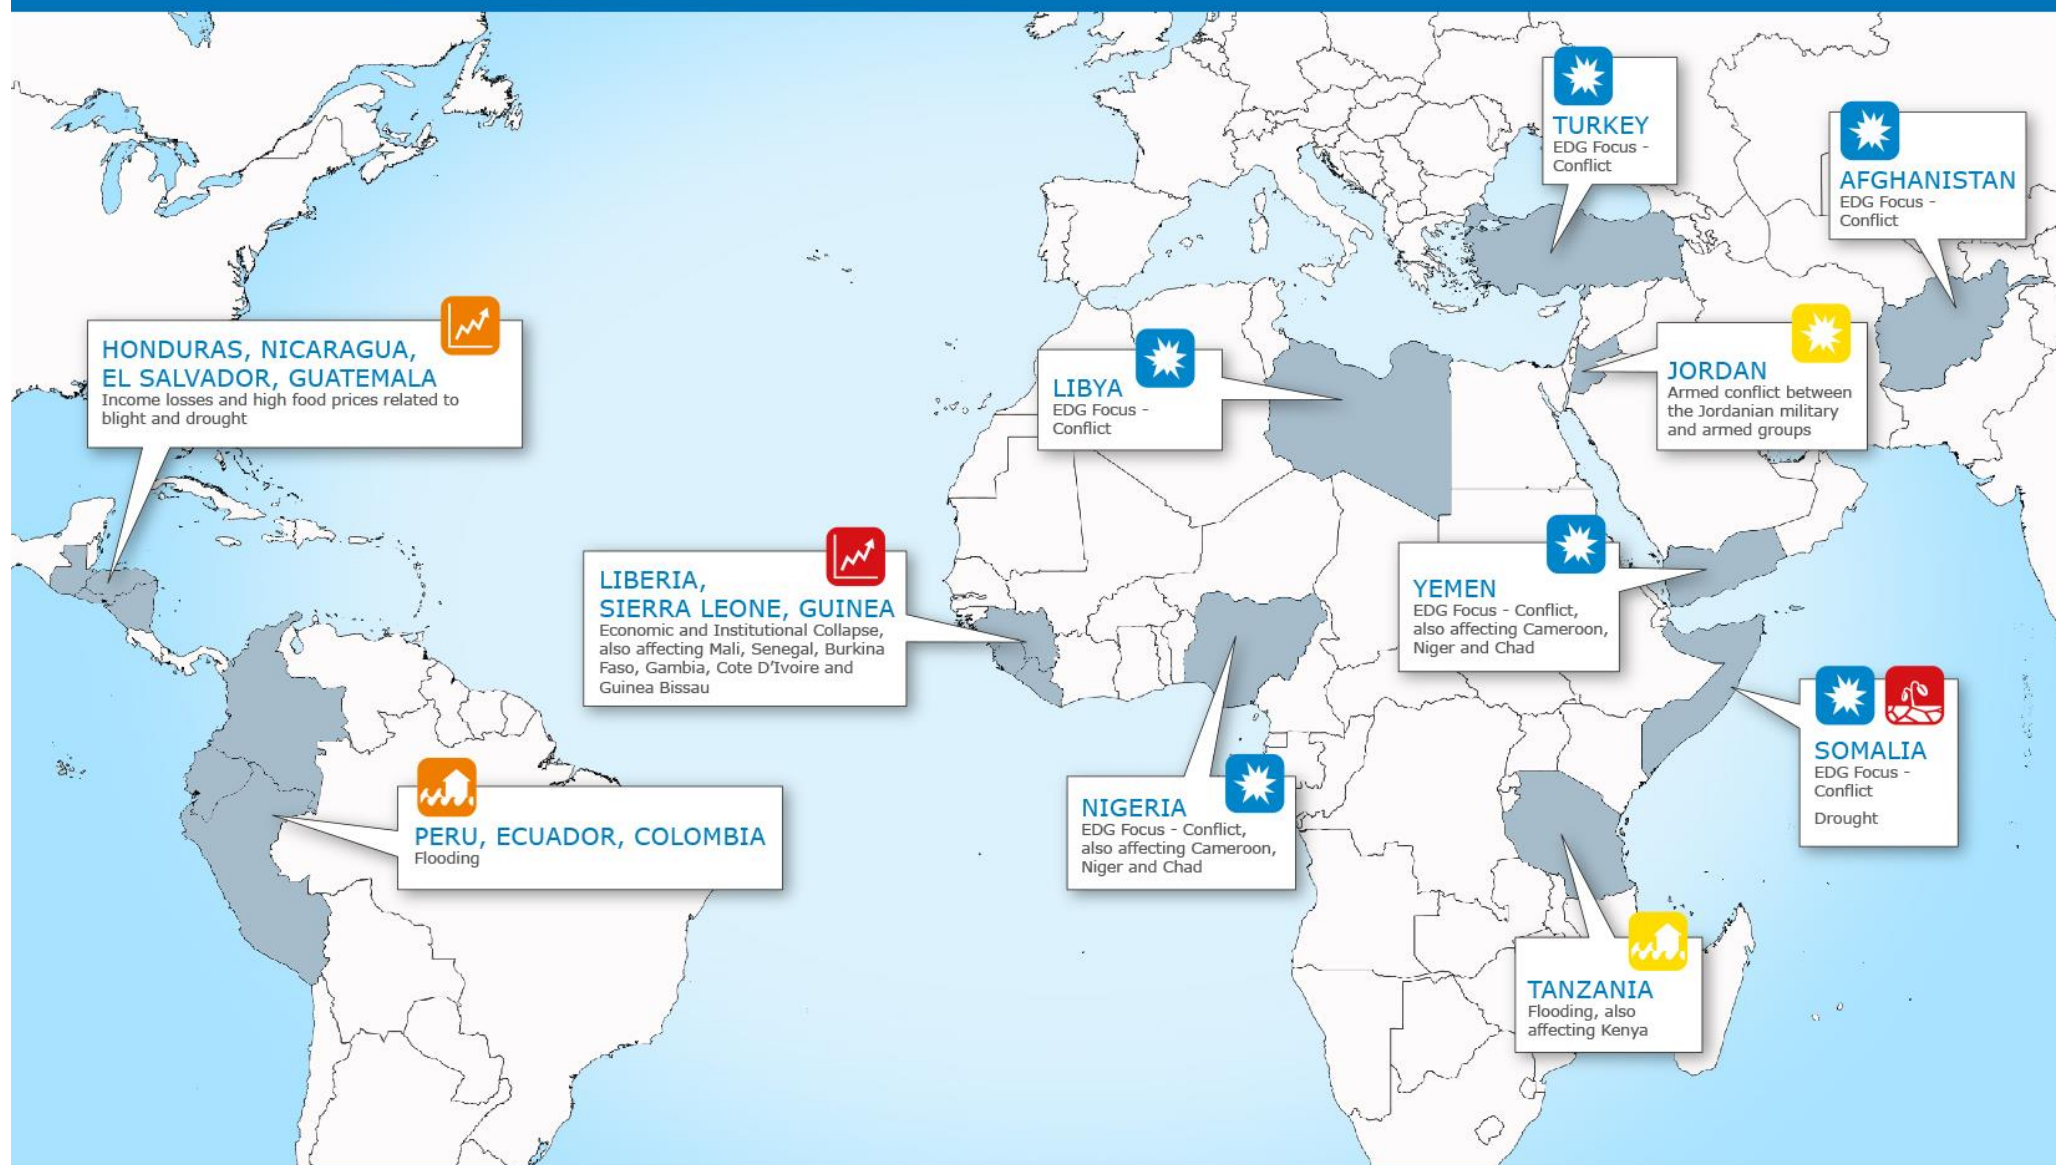 TURKEY
EDG Focus -
Conflict
AFGHANISTAN
EDG Focus -
Conflict
HONDURAS, NICARAGUA,
EL SALVADOR, GUATEMALA
Income losses and high food prices related to
blight and drought
LIBYA
EDG Focus -
Conflict
JORDAN
Armed conflict between
the Jordanian military
and armed groups
LIBERIA,
SIERRA LEONE, GUINEA
Economic and Institutional Collapse,
also affecting Mali, Senegal, Burkina
Faso, Gambia, Cote D'Ivoire and
Guinea Bissau
YEMEN
EDG Focus - Conflict,
also affecting Cameroon,
Niger and Chad
SOMALIA
EDG Focus -
Conflict
Drought
PERU, ECUADOR, COLOMBIA
Flooding
NIGERIA
EDG Focus - Conflict,
also affecting Cameroon,
Niger and Chad
TANZANIA
Flooding, also
affecting Kenya